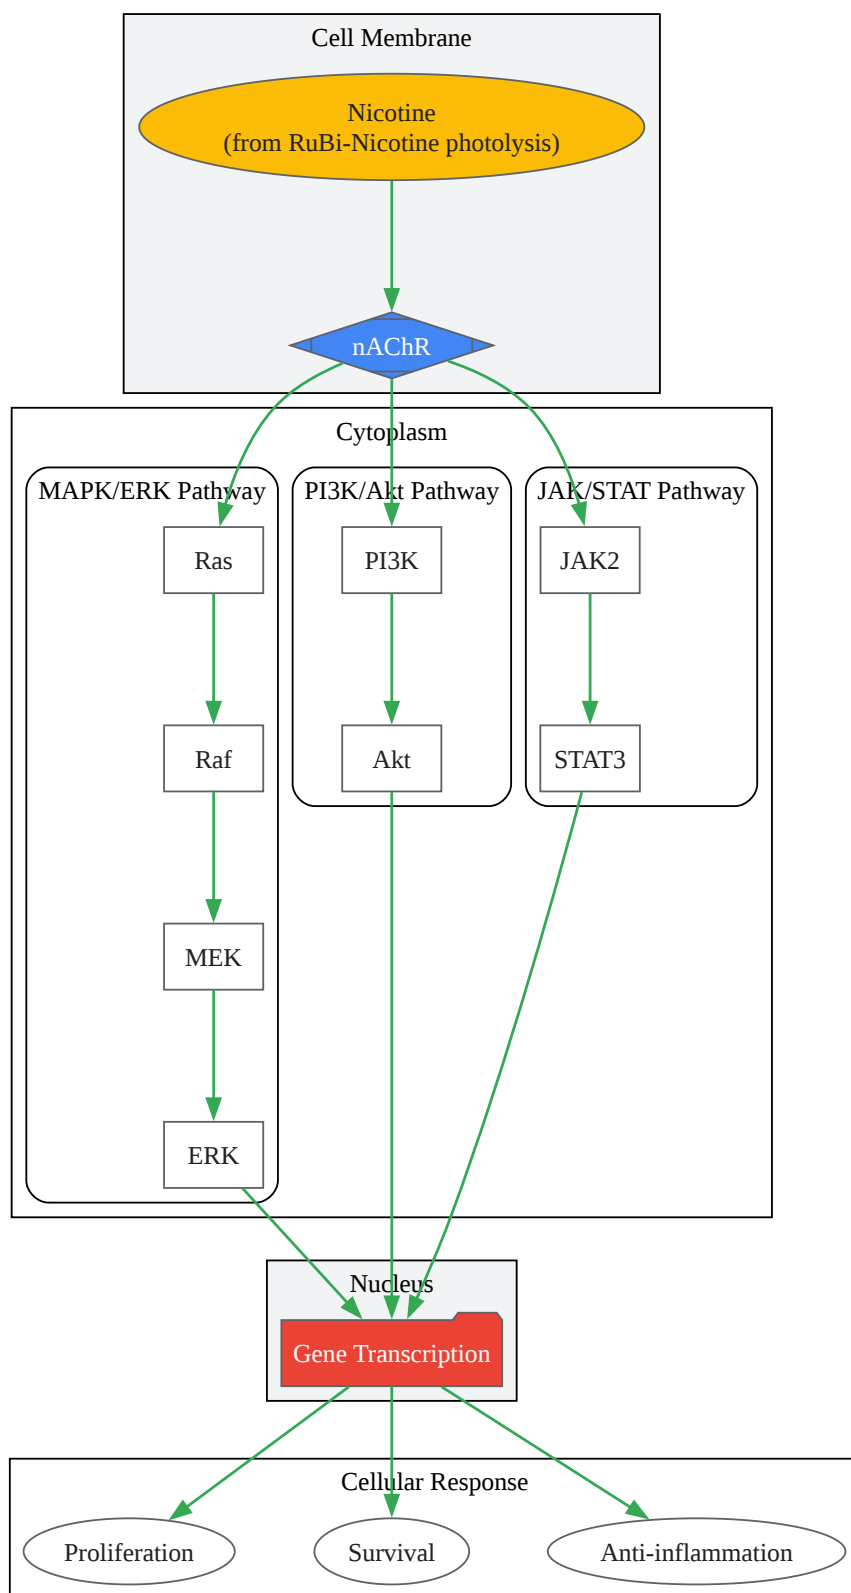 Cell Membrane
Nicotine
(from RuBi-Nicotine photolysis)
nAChR
Cytoplasm
MAPK/ERK Pathway
PI3K/Akt Pathway
JAK/STAT Pathway
Ras
PI3K
JAK2
Raf
Akt
STAT3
MEK
ERK
Nucleus
Gene Transcription
Cellular Response
Proliferation
Survival
Anti-inflammation